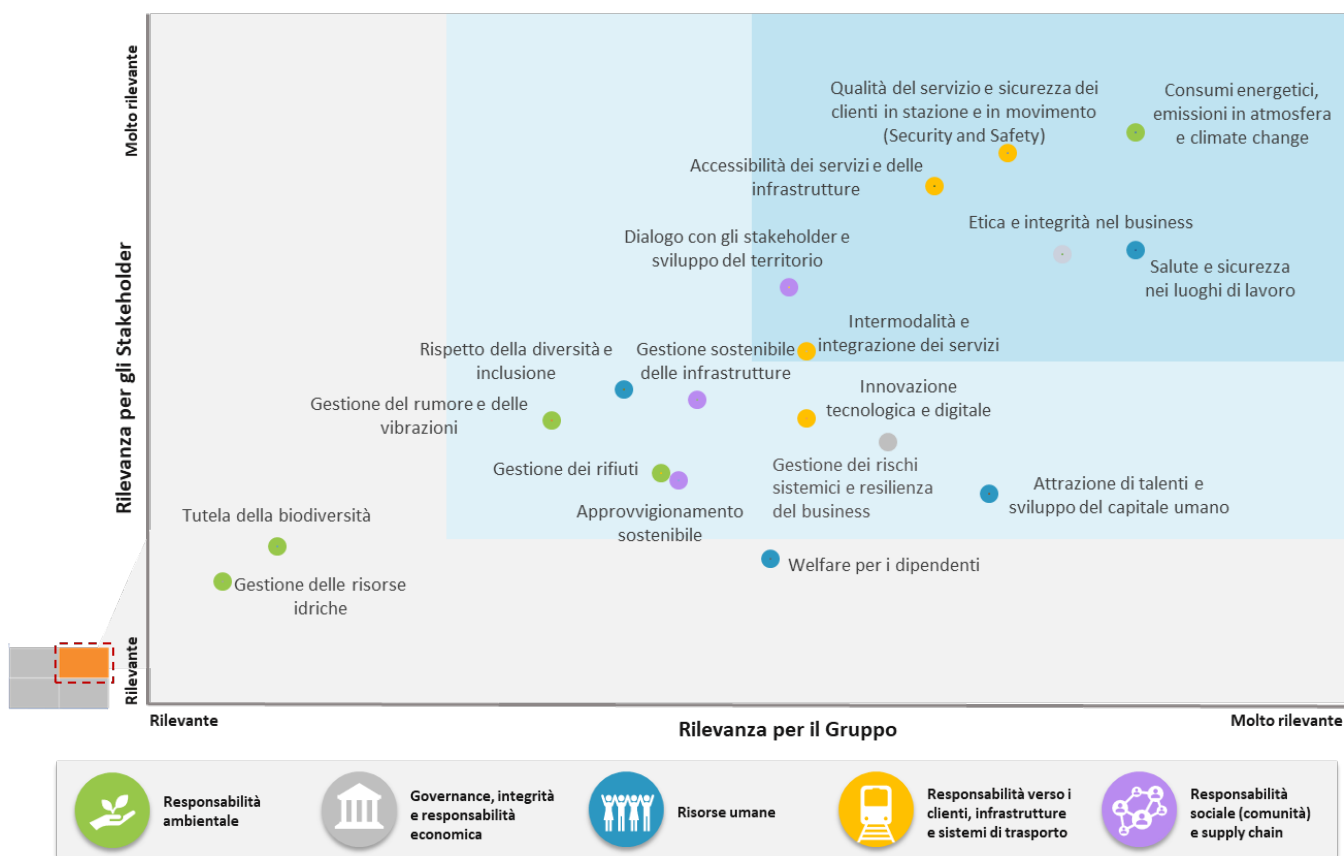 Molto rilevante
Rilevanza per gli Stakeholder
Rilevante
Qualità del servizio e sicurezza dei
clienti in stazione e in movimento
(Security and Safety)
Consumi energetici,
emissioni in atmosfera
e climate change
Accessibilità dei servizi e delle
infrastrutture
Etica e integrità nel business
Dialogo con gli stakeholder e
sviluppo del territorio
Salute e sicurezza
nei luoghi di lavoro
Intermodalità e
integrazione dei servizi
Rispetto della diversità e
inclusione
Gestione sostenibile
delle infrastrutture
Innovazione
tecnologica e digitale
Gestione del rumore e delle
vibrazioni
Gestione dei rifiuti
Gestione dei rischi
sistemici e resilienza
del business
Attrazione di talenti e
sviluppo del capitale umano
Approvvigionamento
sostenibile
Tutela della biodiversità
Welfare per i dipendenti
Gestione delle risorse
idriche
Rilevante
Rilevanza per il Gruppo
Molto rilevante
Responsabilità
ambientale
Governance, integrità
e responsabilità
economica
Risorse umane
Responsabilità verso i
clienti, infrastrutture
e sistemi di trasporto
Responsabilità
sociale (comunità)
e supply chain